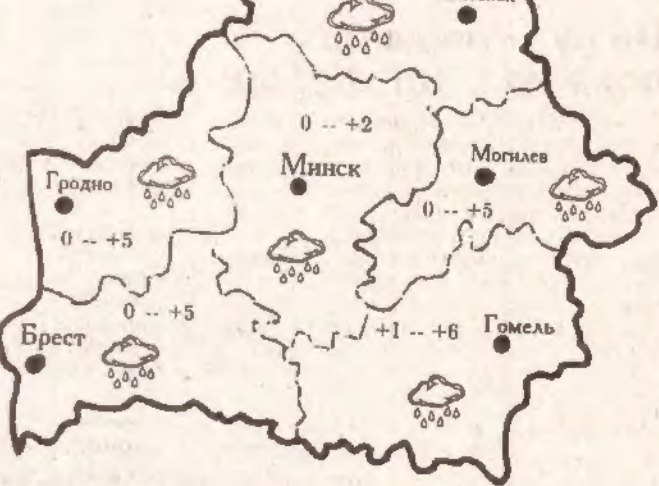 0 -- +2
Минск
Могилев
0 -- +5
Гродно
0 -- +5
0 -- +5
Брест
+1 -- +6
Гомель